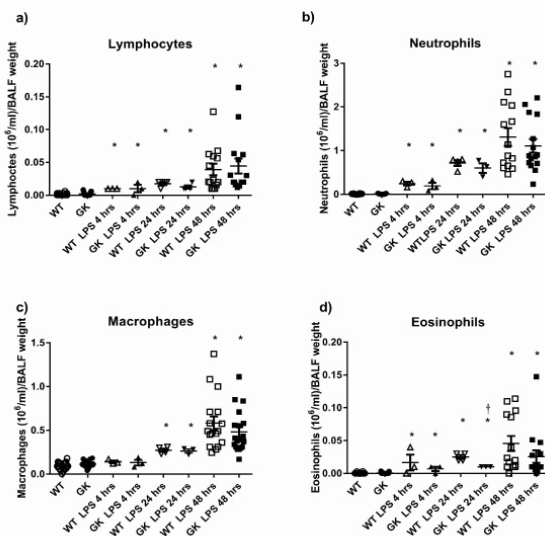 a)
Lymphocytes
Lymphoctes (10⁶/ml)/BALF weight
0.20
0.15
0.10
0.05
0.00
* * * * * *
WT
GK
WT LPS 4 hrs
GK LPS 4 hrs
WT LPS 24 hrs
GK LPS 24 hrs
WT LPS 48 hrs
GK LPS 48 hrs
b)
Neutrophils
Neutrophils (10⁶/ml)/BALF weight
3
2
1
0
* * * * * *
WT
GK
WT LPS 4 hrs
GK LPS 4 hrs
WTLPS 24 hrs
GK LPS 24 hrs
WT LPS 48 hrs
GK LPS 48 hrs
c)
Macrophages
Macrophages (10⁶/ml)/BALF weight
1.5
1.0
0.5
0.0
* * * *
WT
GK
WT LPS 4 hrs
GK LPS 4 hrs
WT LPS 24 hrs
GK LPS 24 hrs
WT LPS 48 hrs
GK LPS 48 hrs
d)
Eosinophils
Eosinophils (10⁶/ml)/BALF weight
0.20
0.15
0.10
0.05
0.00
†
* * * * * *
WT
GK
WT LPS 4 hrs
GK LPS 4 hrs
WT LPS 24 hrs
GK LPS 24 hrs
WT LPS 48 hrs
GK LPS 48 hrs